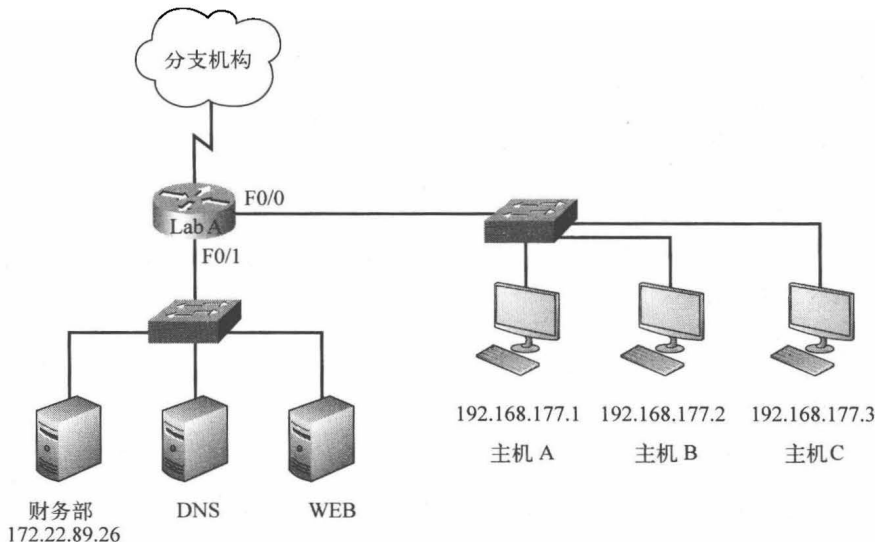 分支机构
F0/0
Lab A
F0/1
192.168.177.1
192.168.177.2
192.168.177.3
主机 A
主机 B
主机 C
财务部
DNS
WEB
172.22.89.26